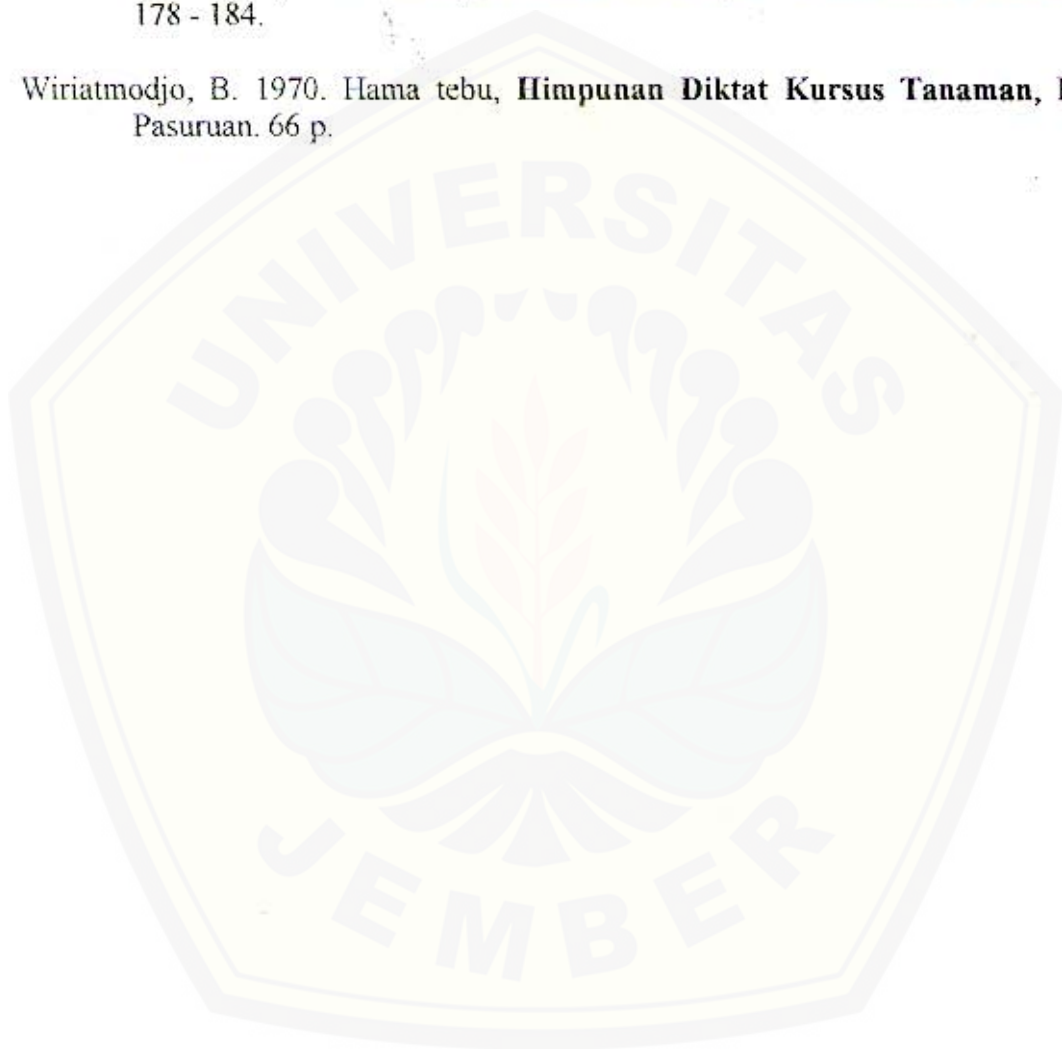 178 - 184.
Wiriatmodjo, B. 1970. Hama tebu, Himpunan Diktat Kursus Tanaman,
Pasuruan. 66 p.
UNIVERSITAS
JEMBER